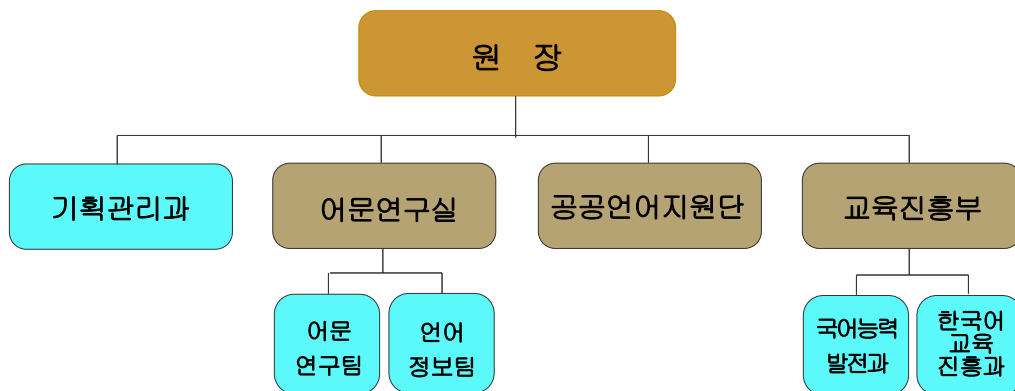 원 장
기획관리과
어문연구실
공공언어지원단
교육진흥부
어문
연구팀
언어
정보팀
국어능력
발전과
한국어
교육
진흥과